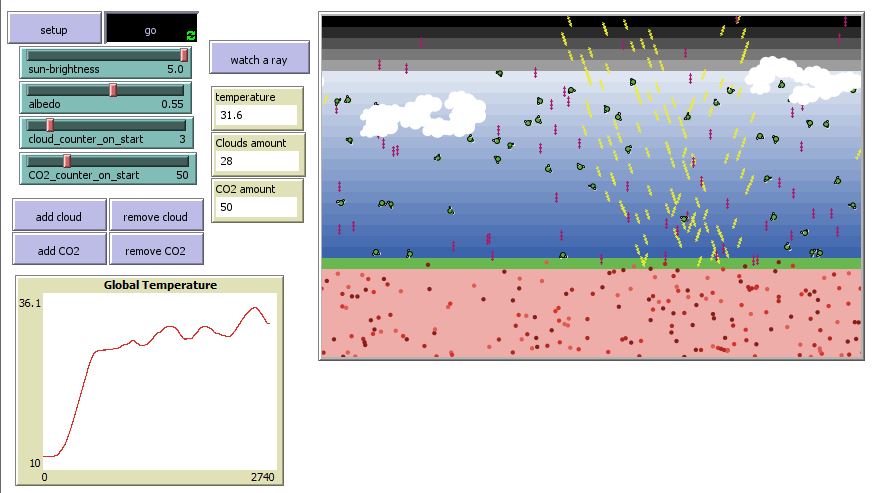 setup
go
sun-brightness 5.0
albedo 0.55
cloud_counter_on_start 3
CO2_counter_on_start 50
watch a ray
temperature
31.6
Clouds amount
28
CO2 amount
50
add cloud
remove cloud
add CO2
remove CO2
Global Temperature
36.1
10
0
2740